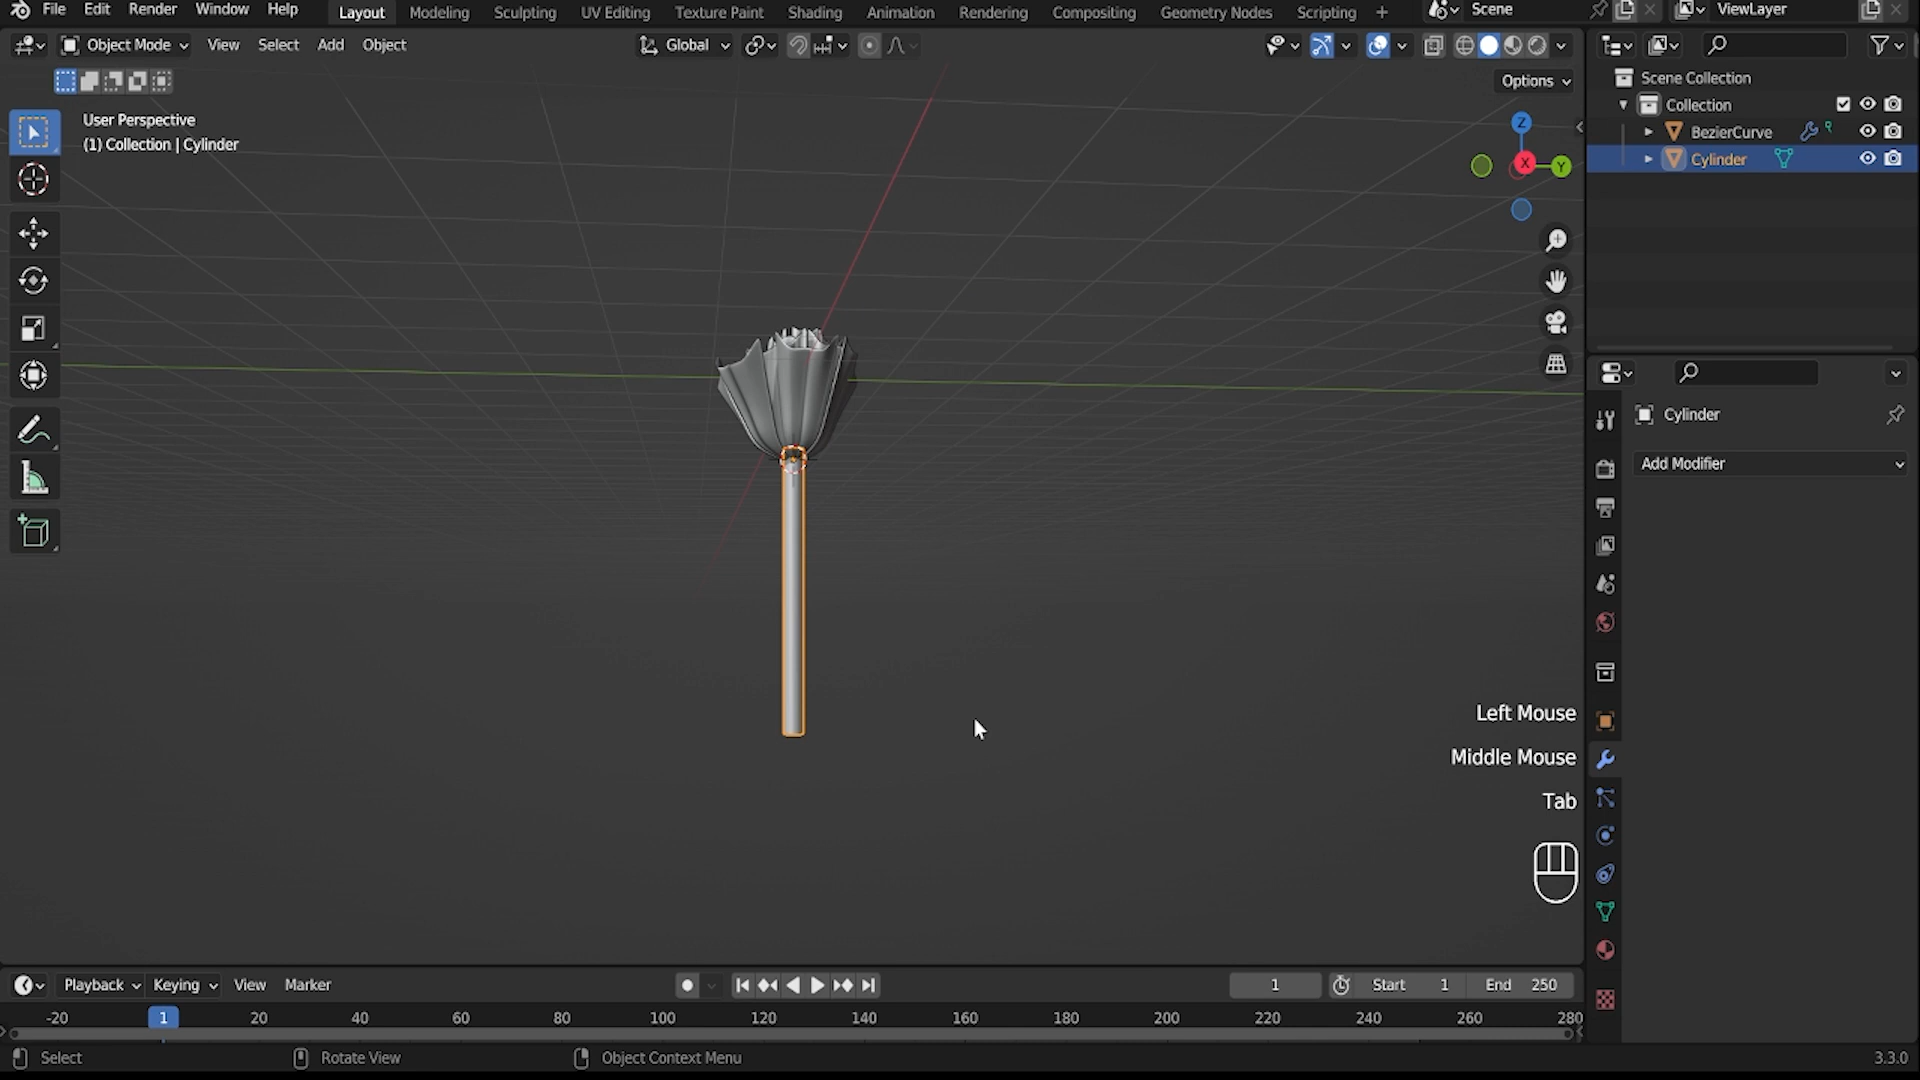 File Edit Render Window Help Layout Modeling Sculpting UV Editing Texture Paint Shading Animation Rendering Compositing Geometry Nodes Scripting + Scene ViewLayer
Object Mode View Select Add Object Global
Options
User Perspective
(1) Collection | Cylinder
Z
X
Y
Scene Collection
Collection
BezierCurve
Cylinder
Cylinder
Add Modifier
Left Mouse
Middle Mouse
Tab
Playback Keying View Marker 1 Start 1 End 250
-20 1 20 40 60 80 100 120 140 160 180 200 220 240 260 280
Select Rotate View Object Context Menu 3.3.0